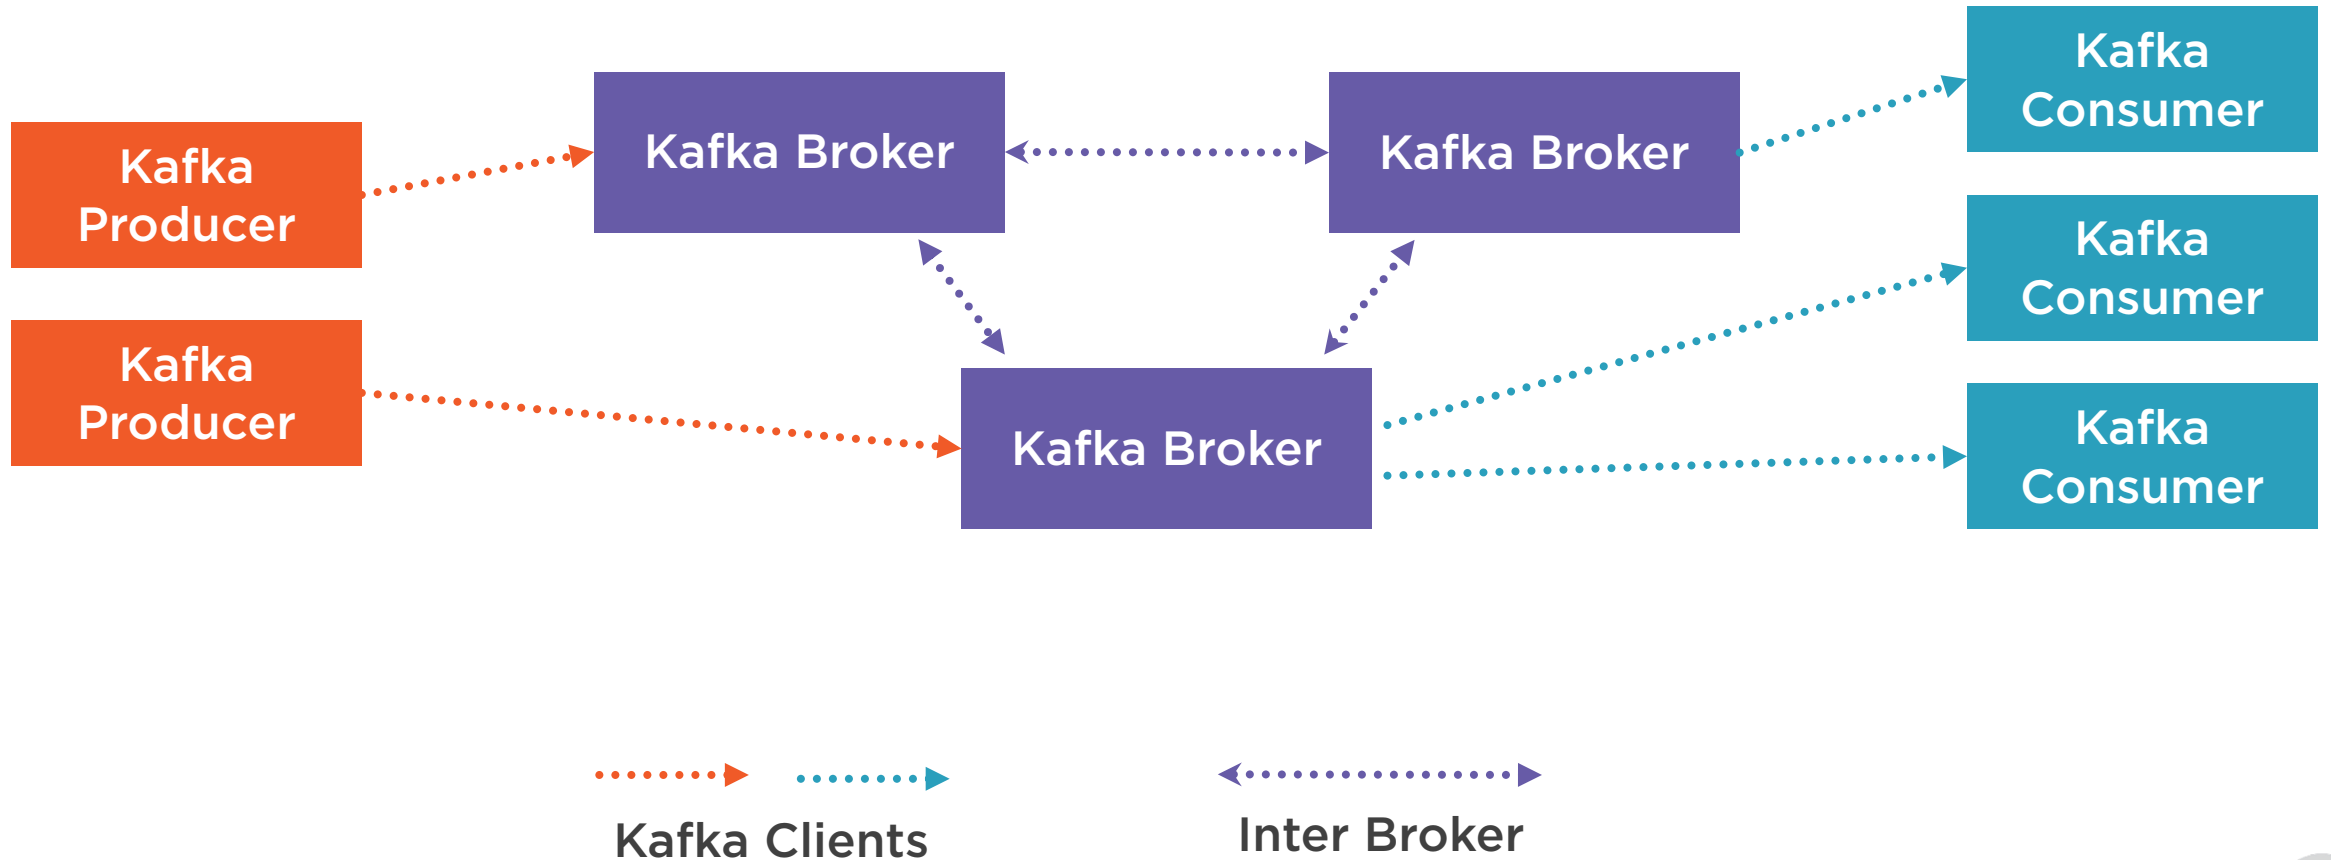 Kafka
Producer
Kafka
Producer
Kafka Broker
Kafka Broker
Kafka Broker
Kafka
Consumer
Kafka
Consumer
Kafka
Consumer
Kafka Clients
Inter Broker